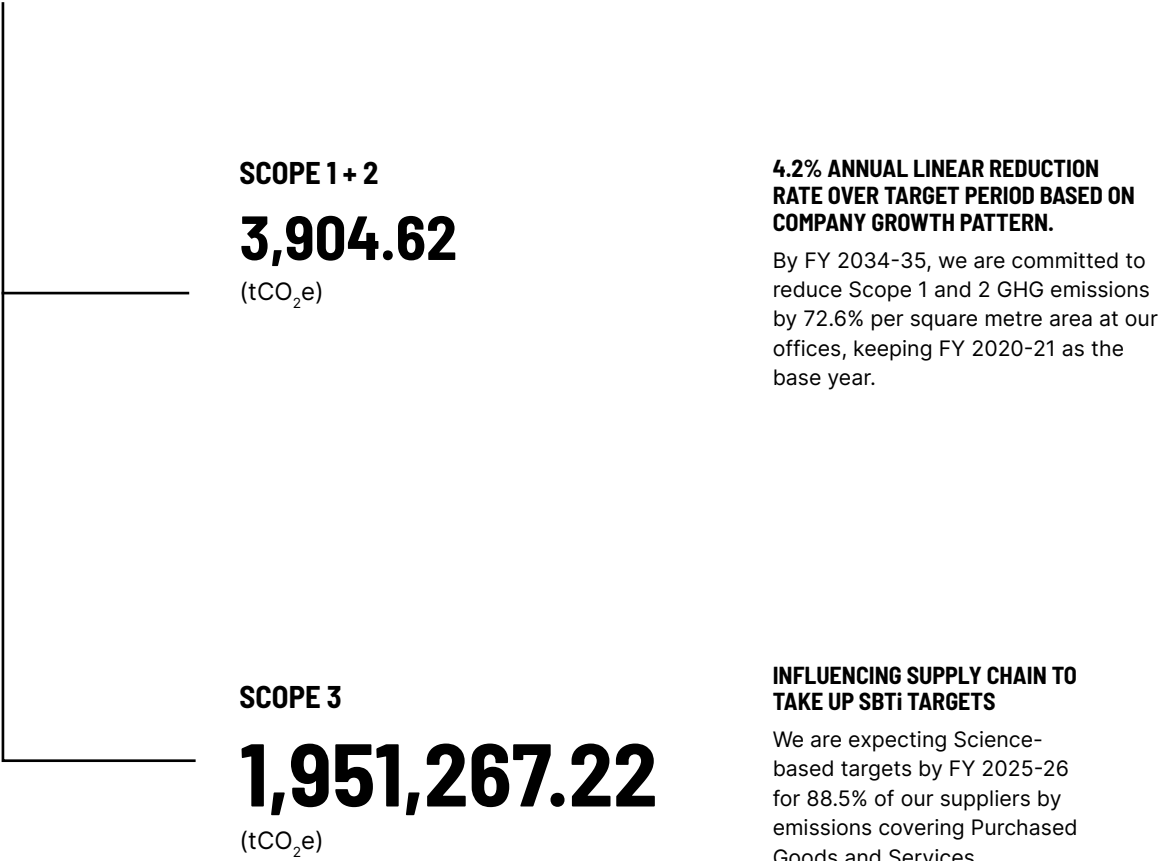 SCOPE 1 + 2
3,904.62
(tCO₂e)
4.2% ANNUAL LINEAR REDUCTION
RATE OVER TARGET PERIOD BASED ON
COMPANY GROWTH PATTERN.
By FY 2034-35, we are committed to
reduce Scope 1 and 2 GHG emissions
by 72.6% per square metre area at our
offices, keeping FY 2020-21 as the
base year.
SCOPE 3
1,951,267.22
(tCO₂e)
INFLUENCING SUPPLY CHAIN TO
TAKE UP SBTi TARGETS
We are expecting Science-
based targets by FY 2025-26
for 88.5% of our suppliers by
emissions covering Purchased
Goods and Services